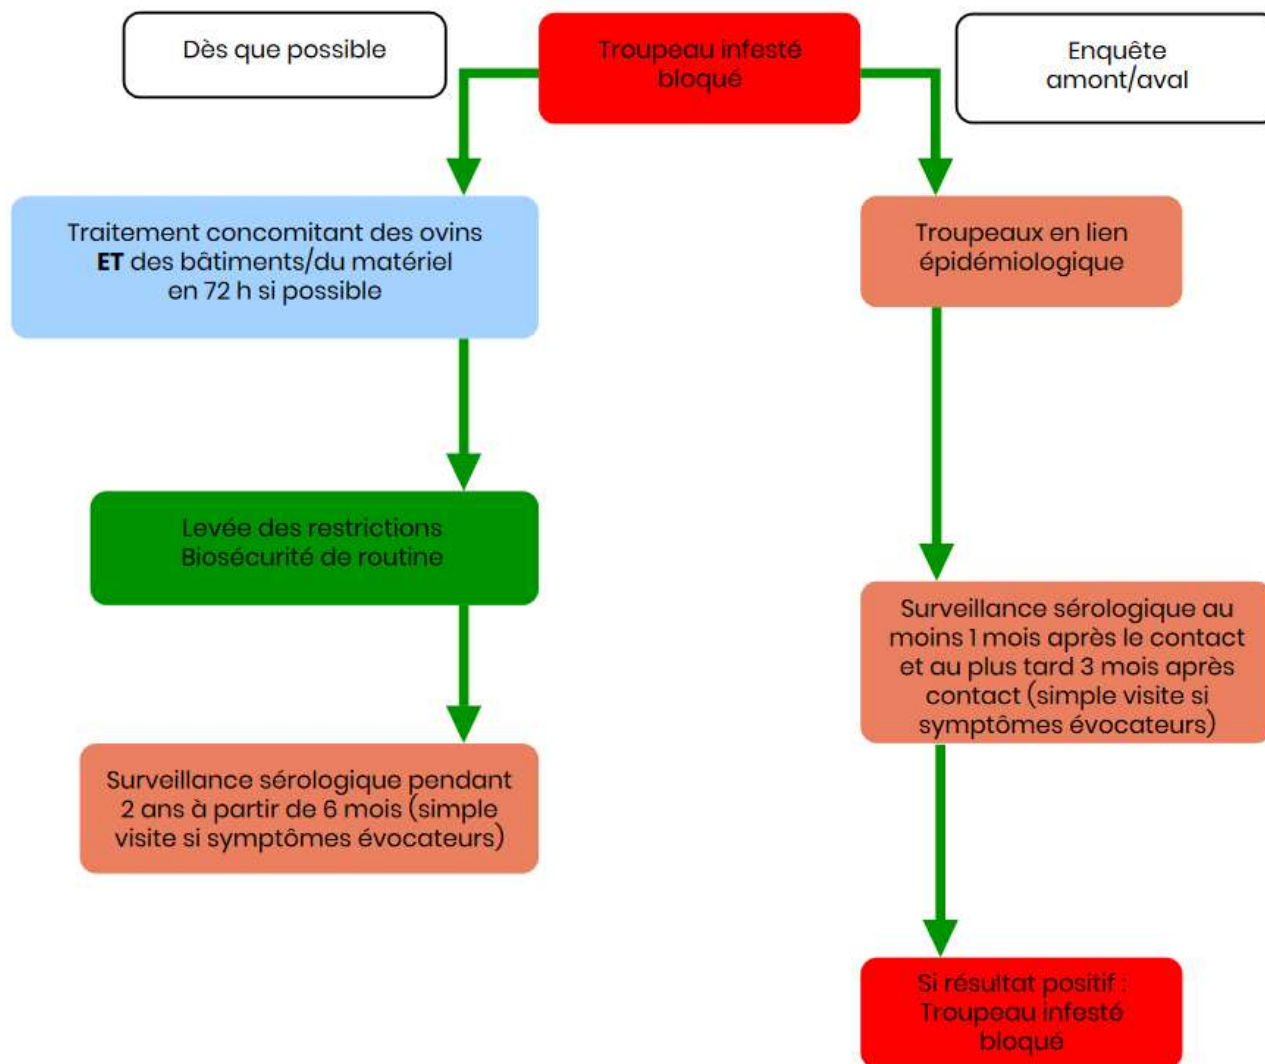 Dès que possible
Troupeau infesté
bloqué
Enquête
amont/aval
Traitement concomitant des ovins
ET des bâtiments/du matériel
en 72 h si possible
Troupeaux en lien
épidémiologique
Levée des restrictions
Biosécurité de routine
Surveillance sérologique au
moins 1 mois après le contact
et au plus tard 3 mois après
contact (simple visite si
symptômes évocateurs)
Surveillance sérologique pendant
2 ans à partir de 6 mois (simple
visite si symptômes évocateurs)
Si résultat positif :
Troupeau infesté
bloqué